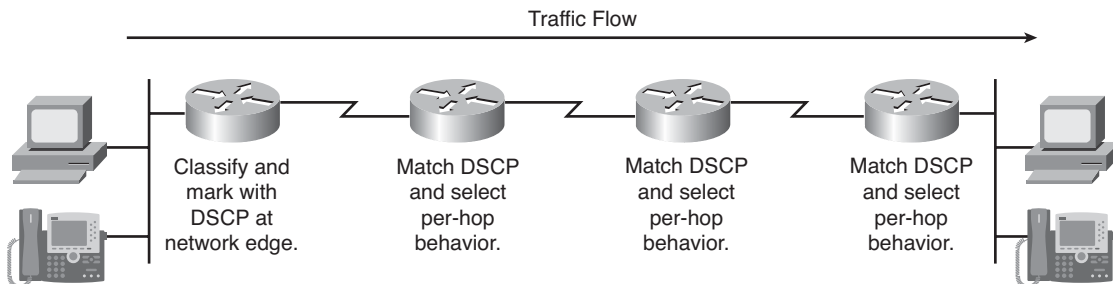 Traffic Flow
Classify and
mark with
DSCP at
network edge.
Match DSCP
and select
per-hop
behavior.
Match DSCP
and select
per-hop
behavior.
Match DSCP
and select
per-hop
behavior.